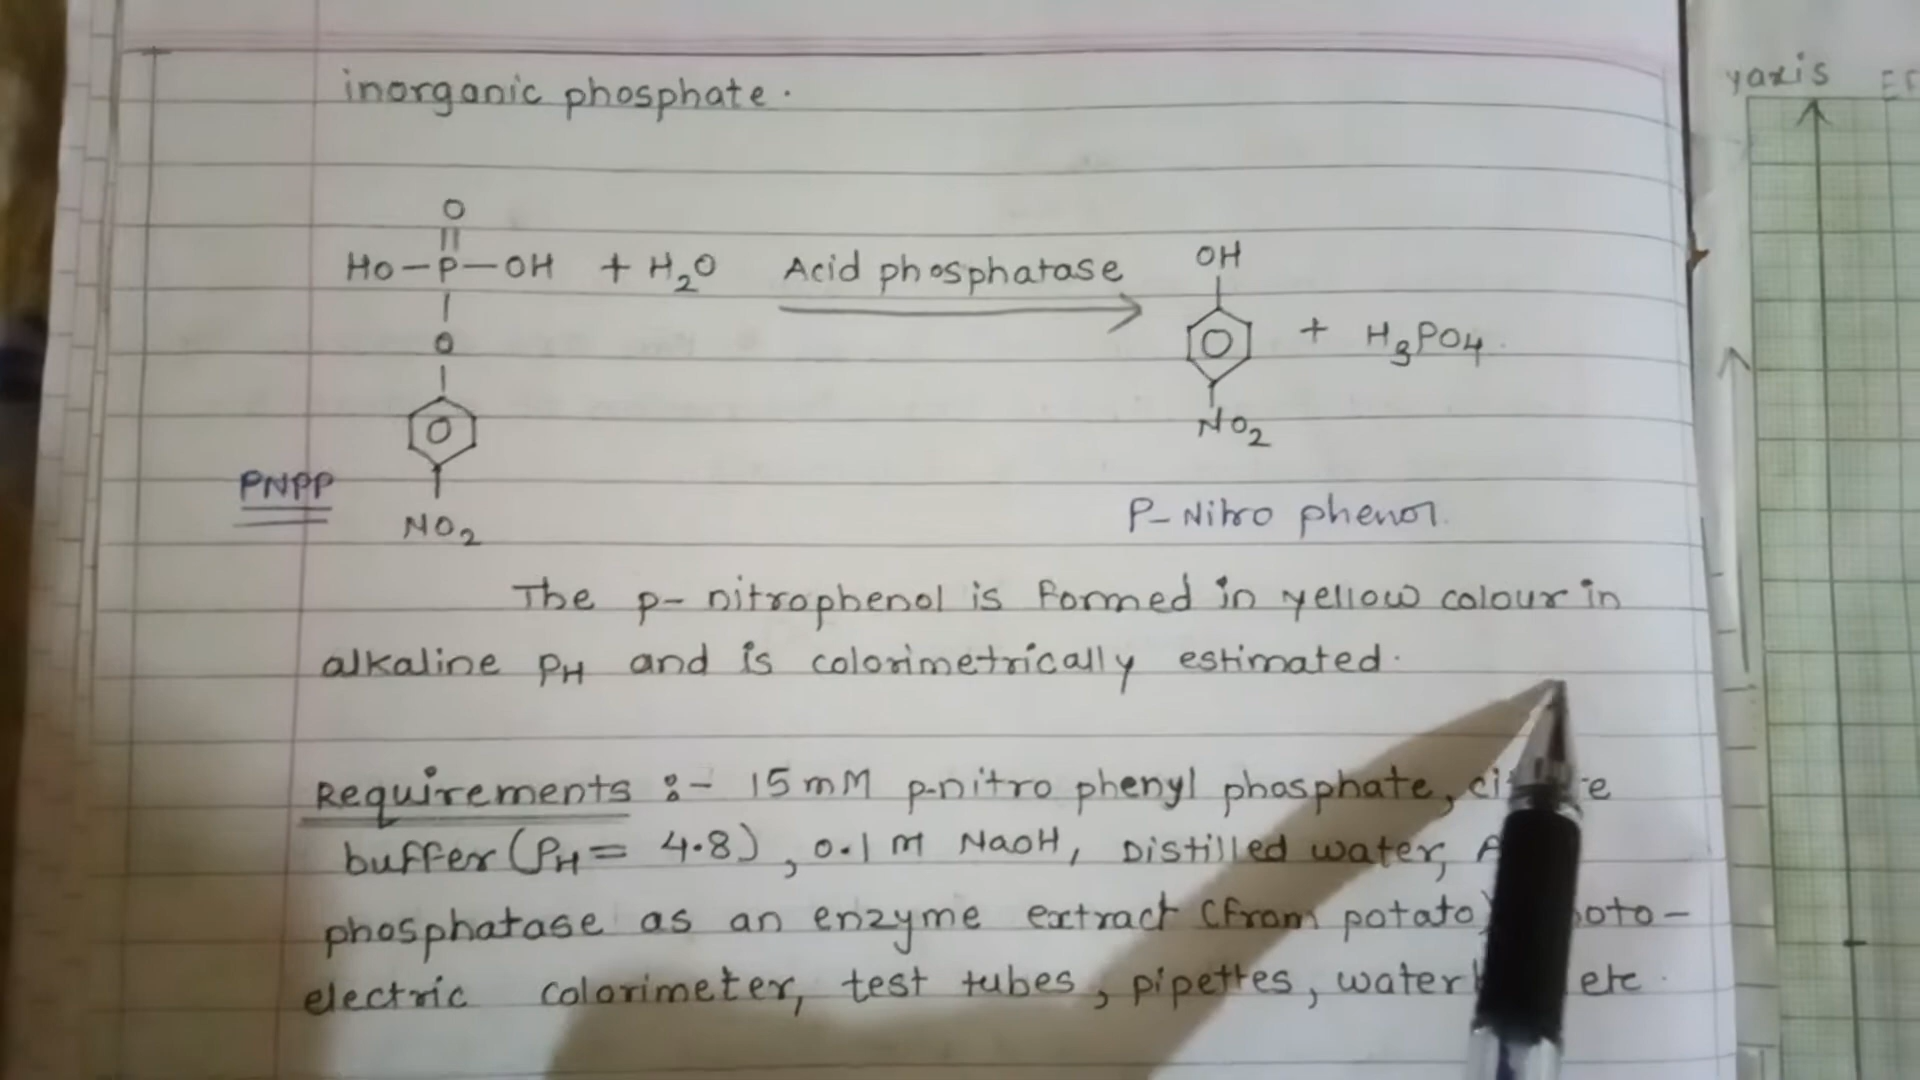 inorganic phosphate.
yaxis
O
HO-P-OH + H2O Acid phosphatase
O
NO2
PNPP
OH
+ H3PO4.
NO2
P-Nitro phenol.
The p-nitrophenol is formed in yellow colour in
alkaline PH and is colorimetrically estimated.
Requirements :- 15mM p-nitro phenyl phosphate,
buffer (PH= 4.8), 0.1 m NaOH, Distilled water,
phosphatase as an enzyme extract (from potato)
electric colorimeter, test tubes, pipettes, water etc.